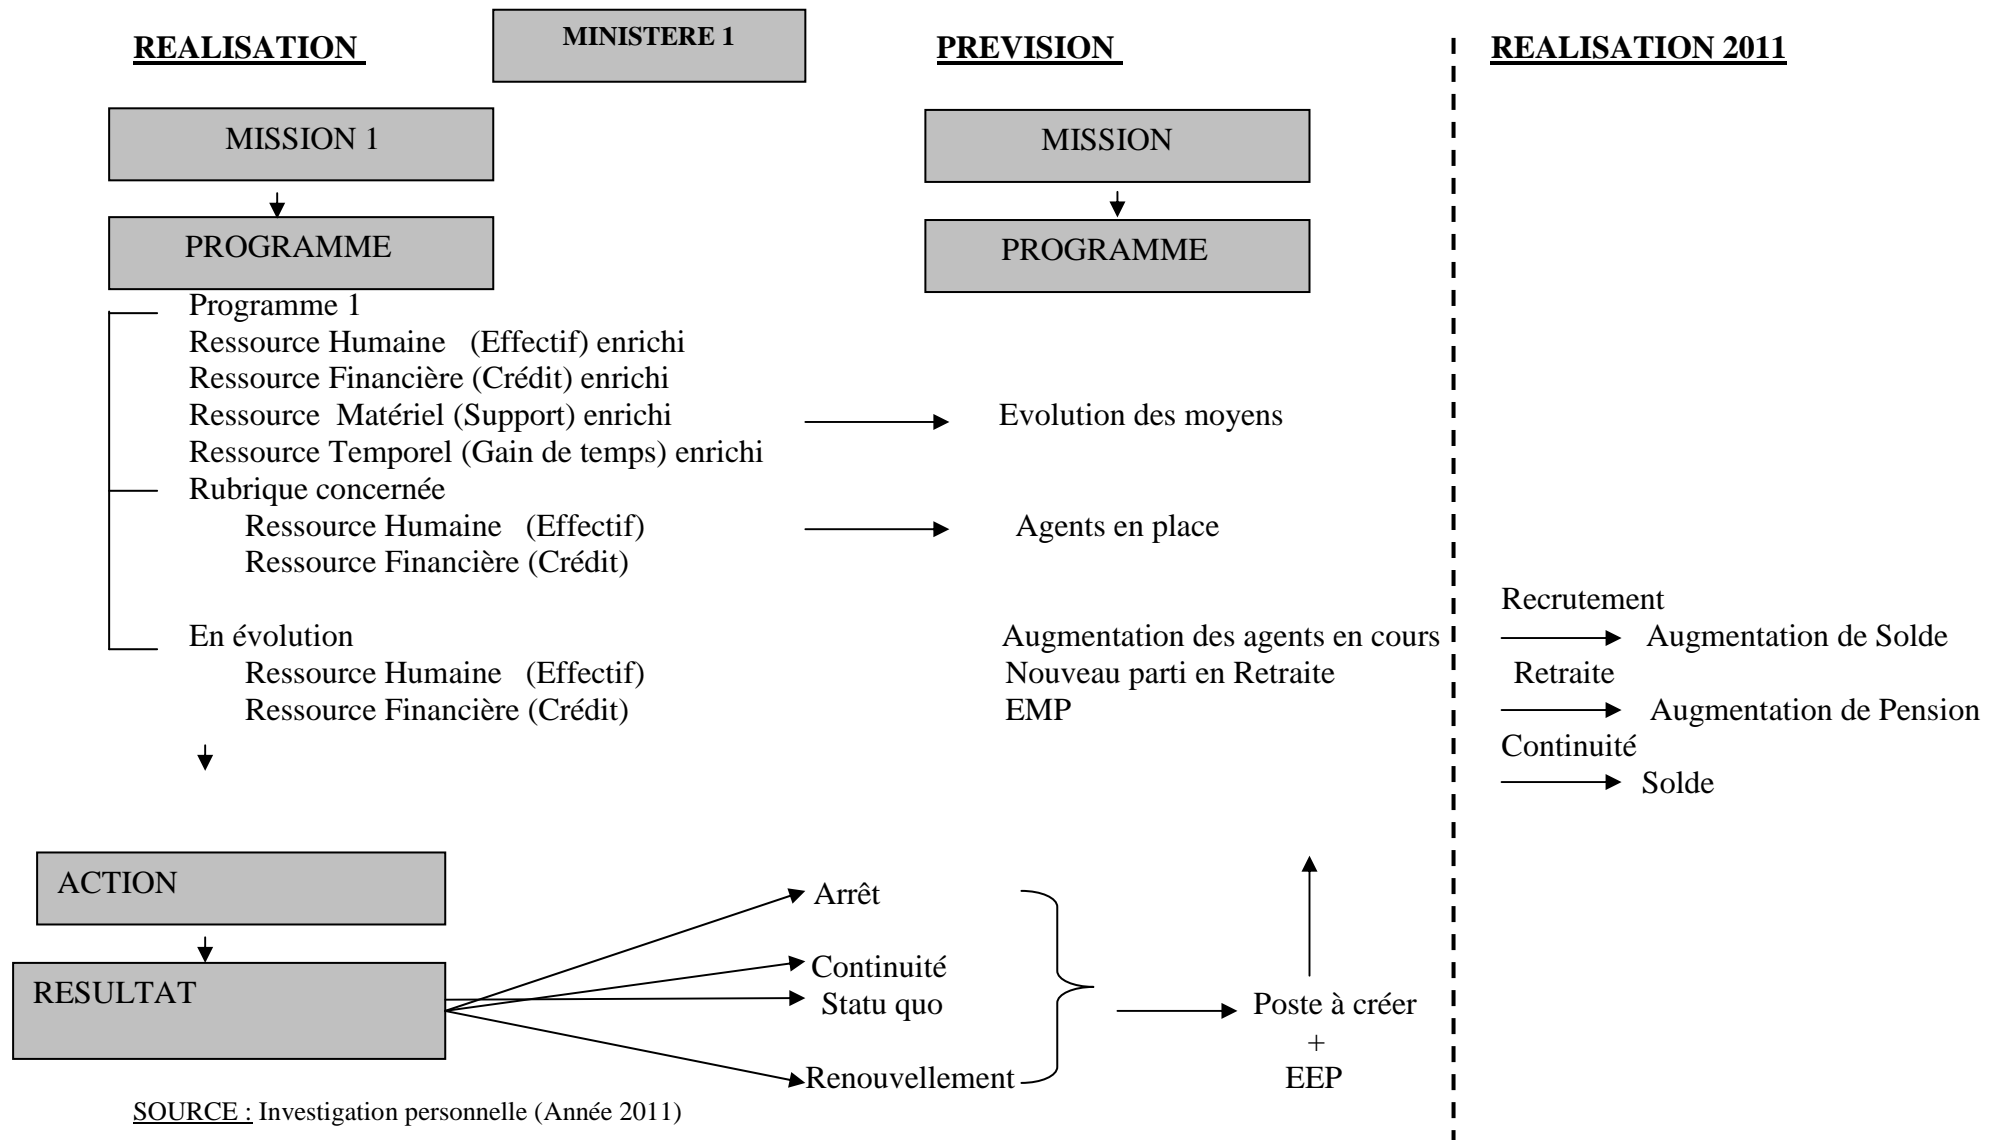 REALISATION
MINISTERE 1
PREVISION
REALISATION 2011
MISSION 1
MISSION
PROGRAMME
PROGRAMME
Programme 1
Ressource Humaine (Effectif) enrichi
Ressource Financière (Crédit) enrichi
Ressource Matériel (Support) enrichi
Evolution des moyens
Ressource Temporel (Gain de temps) enrichi
Rubrique concernée
Ressource Humaine (Effectif)
Agents en place
Ressource Financière (Crédit)
Recrutement
En évolution
Augmentation des agents en cours
Augmentation de Solde
Ressource Humaine (Effectif)
Nouveau parti en Retraite
Retraite
Ressource Financière (Crédit)
EMP
Augmentation de Pension
Continuité
Solde
ACTION
Arrêt
Continuité
RESULTAT
Statu quo
Poste à créer
+
Renouvellement
EEP
SOURCE : Investigation personnelle (Année 2011)